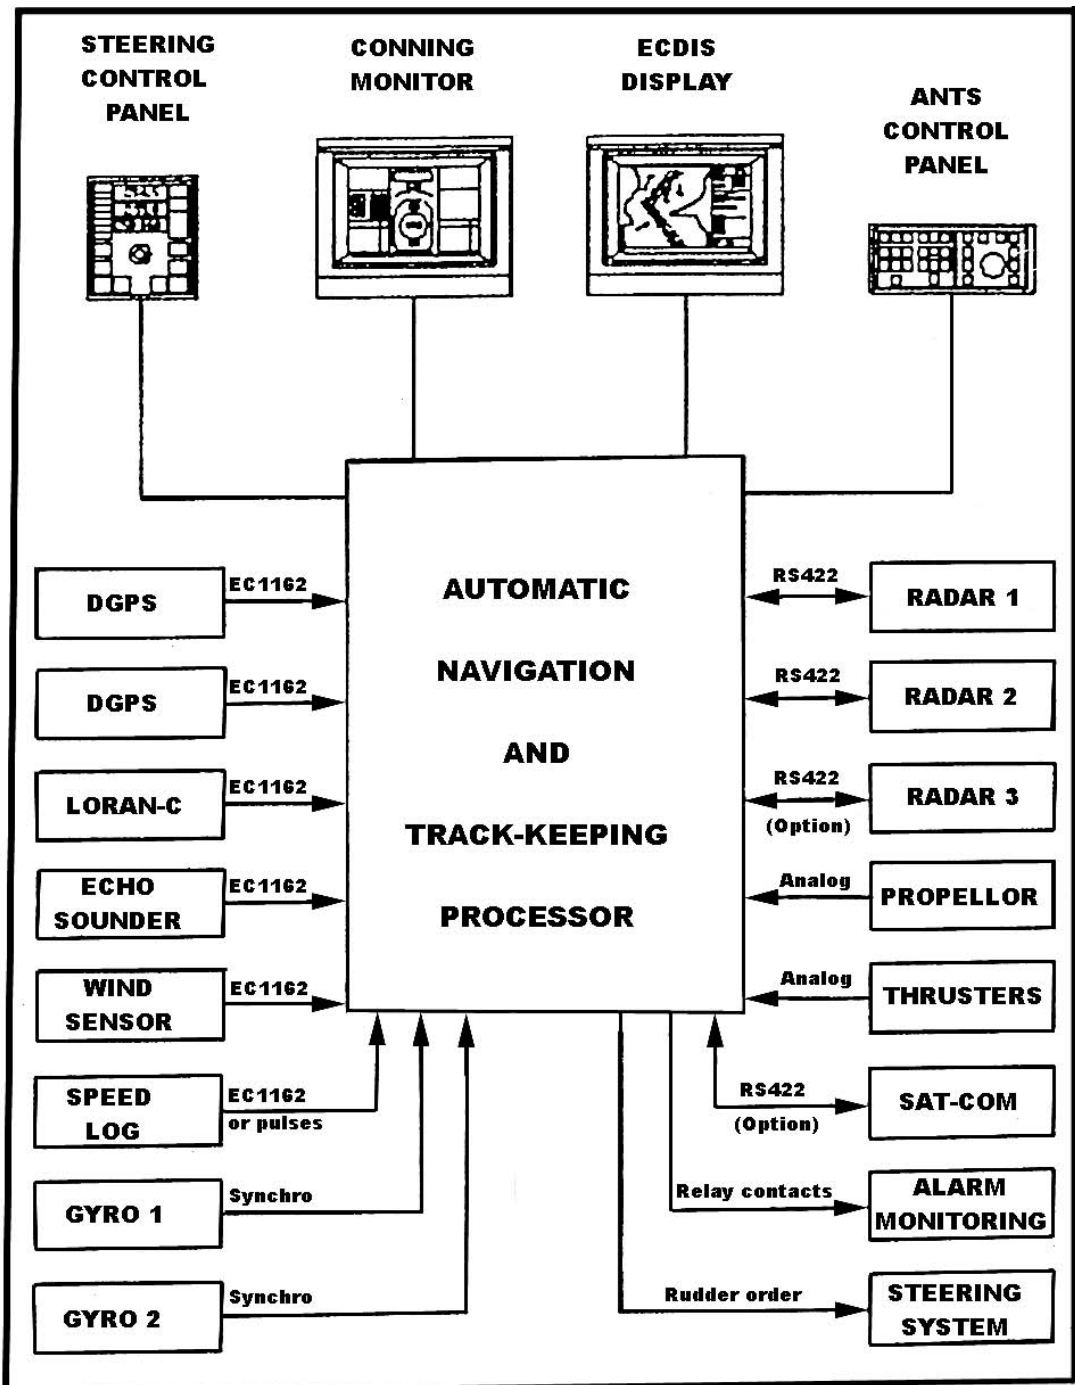 STEERING
CONTROL
PANEL
CONNING
MONITOR
ECDIS
DISPLAY
ANTS
CONTROL
PANEL
AUTOMATIC
NAVIGATION
AND
TRACK-KEEPING
PROCESSOR
DGPS
EC1162
DGPS
EC1162
LORAN-C
EC1162
ECHO
SOUNDER
EC1162
WIND
SENSOR
EC1162
SPEED
LOG
EC1162
or pulses
GYRO 1
Synchro
GYRO 2
Synchro
RS422
RADAR 1
RS422
RADAR 2
RS422
(Option)
RADAR 3
Analog
PROPELLOR
Analog
THRUSTERS
RS422
(Option)
SAT-COM
Relay contacts
ALARM
MONITORING
Rudder order
STEERING
SYSTEM